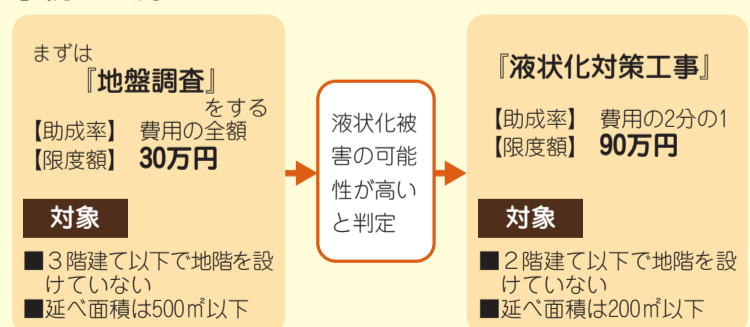 まずは
『地盤調査』
をする
【助成率】 費用の全額
【限度額】 30万円
対象
■３階建て以下で地階を設
けていない
■延べ面積は500㎡以下
液状化被
害の可能
性が高い
と判定
『液状化対策工事』
【助成率】 費用の2分の1
【限度額】 90万円
対象
■２階建て以下で地階を設
けていない
■延べ面積は200㎡以下